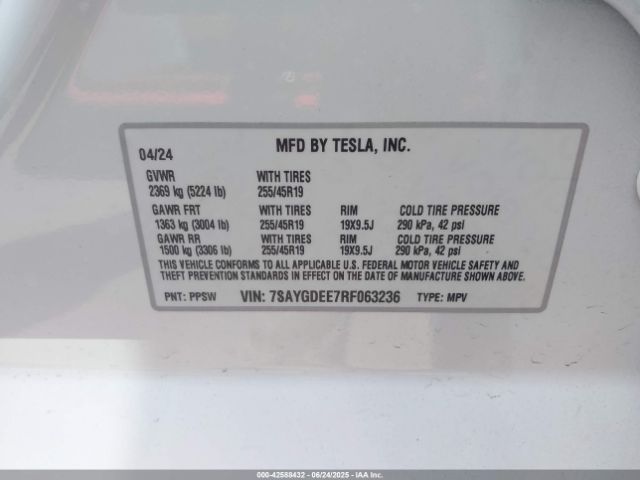 MFD BY TESLA, INC.
04/24
GVWR WITH TIRES
2369 kg (5224 lb) 255/45R19
GAWR FRT WITH TIRES RIM COLD TIRE PRESSURE
1363 kg (3004 lb) 255/45R19 19X9.5J 290 kPa, 42 psi
GAWR RR WITH TIRES RIM COLD TIRE PRESSURE
1500 kg (3306 lb) 255/45R19 19X9.5J 290 kPa, 42 psi
THIS VEHICLE CONFORMS TO ALL APPLICABLE U.S. FEDERAL MOTOR VEHICLE SAFETY AND
THEFT PREVENTION STANDARDS IN EFFECT ON THE DATE OF MANUFACTURE SHOWN ABOVE.
PNT: PPSW VIN: 7SAYGDEE7RF063236 TYPE: MPV
000-42588432 - 06/24/2025 - IAA Inc.